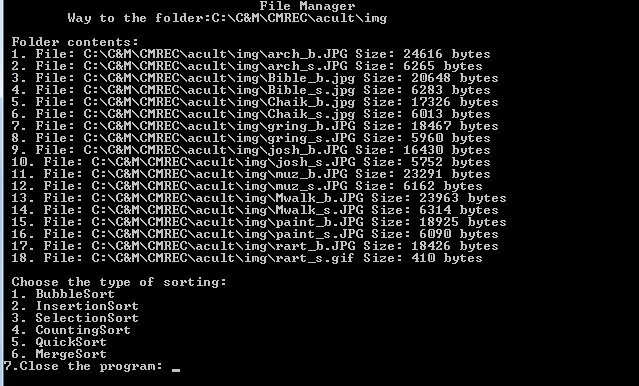 File Manager
Way to the folder:C:\C&M\CMREC\acult\img
Folder contents:
1. File: C:\C&M\CMREC\acult\img\arch_b.JPG Size: 24616 bytes
2. File: C:\C&M\CMREC\acult\img\arch_s.JPG Size: 6265 bytes
3. File: C:\C&M\CMREC\acult\img\Bible_b.jpg Size: 20648 bytes
4. File: C:\C&M\CMREC\acult\img\Bible_s.jpg Size: 6283 bytes
5. File: C:\C&M\CMREC\acult\img\Chaik_b.jpg Size: 17326 bytes
6. File: C:\C&M\CMREC\acult\img\Chaik_s.jpg Size: 6013 bytes
7. File: C:\C&M\CMREC\acult\img\gring_b.JPG Size: 18467 bytes
8. File: C:\C&M\CMREC\acult\img\gring_s.JPG Size: 5960 bytes
9. File: C:\C&M\CMREC\acult\img\josh_b.JPG Size: 16430 bytes
10. File: C:\C&M\CMREC\acult\img\josh_s.JPG Size: 5752 bytes
11. File: C:\C&M\CMREC\acult\img\muz_b.JPG Size: 23291 bytes
12. File: C:\C&M\CMREC\acult\img\muz_s.JPG Size: 6162 bytes
13. File: C:\C&M\CMREC\acult\img\Mwalk_b.JPG Size: 23963 bytes
14. File: C:\C&M\CMREC\acult\img\Mwalk_s.JPG Size: 6314 bytes
15. File: C:\C&M\CMREC\acult\img\paint_b.JPG Size: 18925 bytes
16. File: C:\C&M\CMREC\acult\img\paint_s.JPG Size: 6090 bytes
17. File: C:\C&M\CMREC\acult\img\rart_b.JPG Size: 18426 bytes
18. File: C:\C&M\CMREC\acult\img\rart_s.gif Size: 410 bytes
Choose the type of sorting:
1. BubbleSort
2. InsertionSort
3. SelectionSort
4. CountingSort
5. QuickSort
6. MergeSort
7.Close the program: _